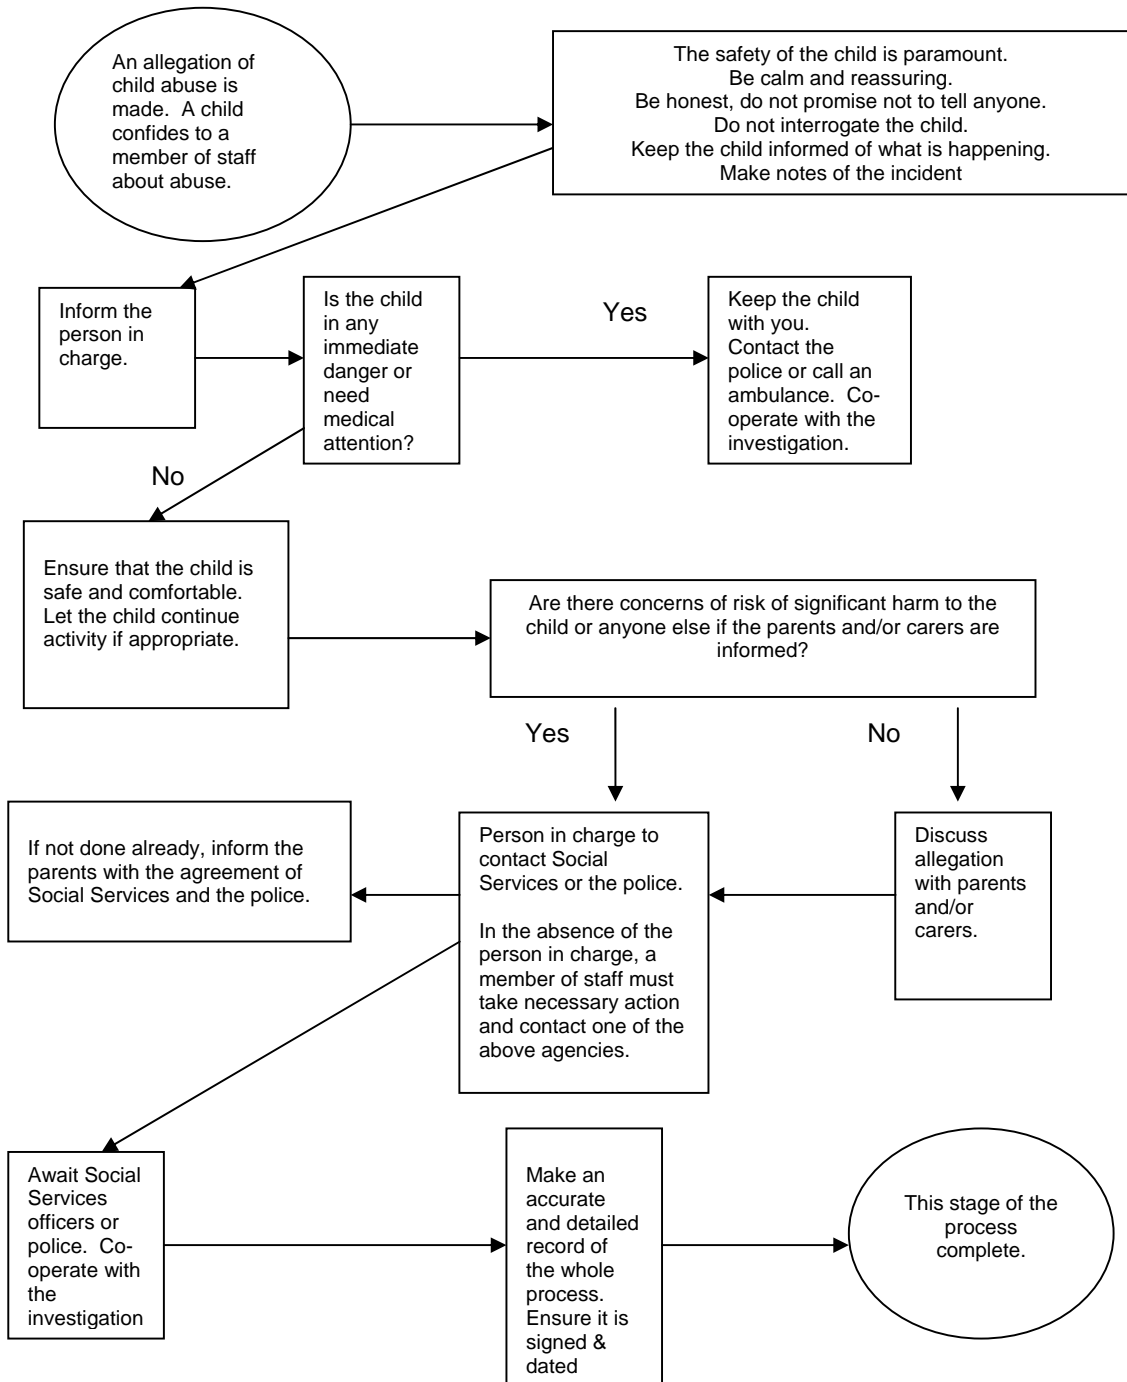 An allegation of
child abuse is
made.  A child
confides to a
member of staff
about abuse.
The safety of the child is paramount.
Be calm and reassuring.
Be honest, do not promise not to tell anyone.
Do not interrogate the child.
Keep the child informed of what is happening.
Make notes of the incident
Inform the
person in
charge.
Is the child
in any
immediate
danger or
need
medical
attention?
Yes
Keep the child
with you.
Contact the
police or call an
ambulance.  Co-
operate with the
investigation.
No
Ensure that the child is
safe and comfortable.
Let the child continue
activity if appropriate.
Are there concerns of risk of significant harm to the
child or anyone else if the parents and/or carers are
informed?
Yes
No
If not done already, inform the
parents with the agreement of
Social Services and the police.
Person in charge to
contact Social
Services or the police.
In the absence of the
person in charge, a
member of staff must
take necessary action
and contact one of the
above agencies.
Discuss
allegation
with parents
and/or
carers.
Await Social
Services
officers or
police.  Co-
operate with
the
investigation
Make an
accurate
and detailed
record of
the whole
process.
Ensure it is
signed &
dated
This stage of the
process
complete.